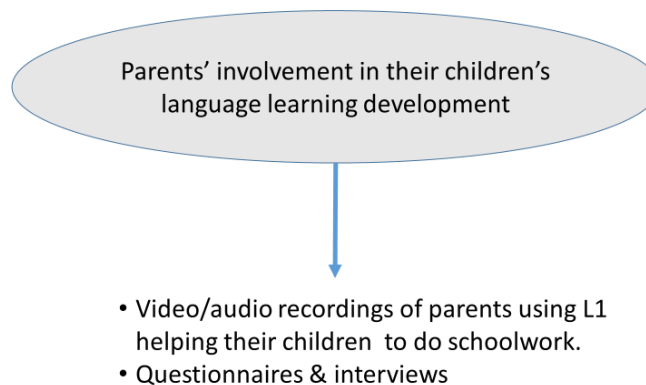 Parents’ involvement in their children’s
language learning development
• Video/audio recordings of parents using L1
helping their children to do schoolwork.
• Questionnaires & interviews